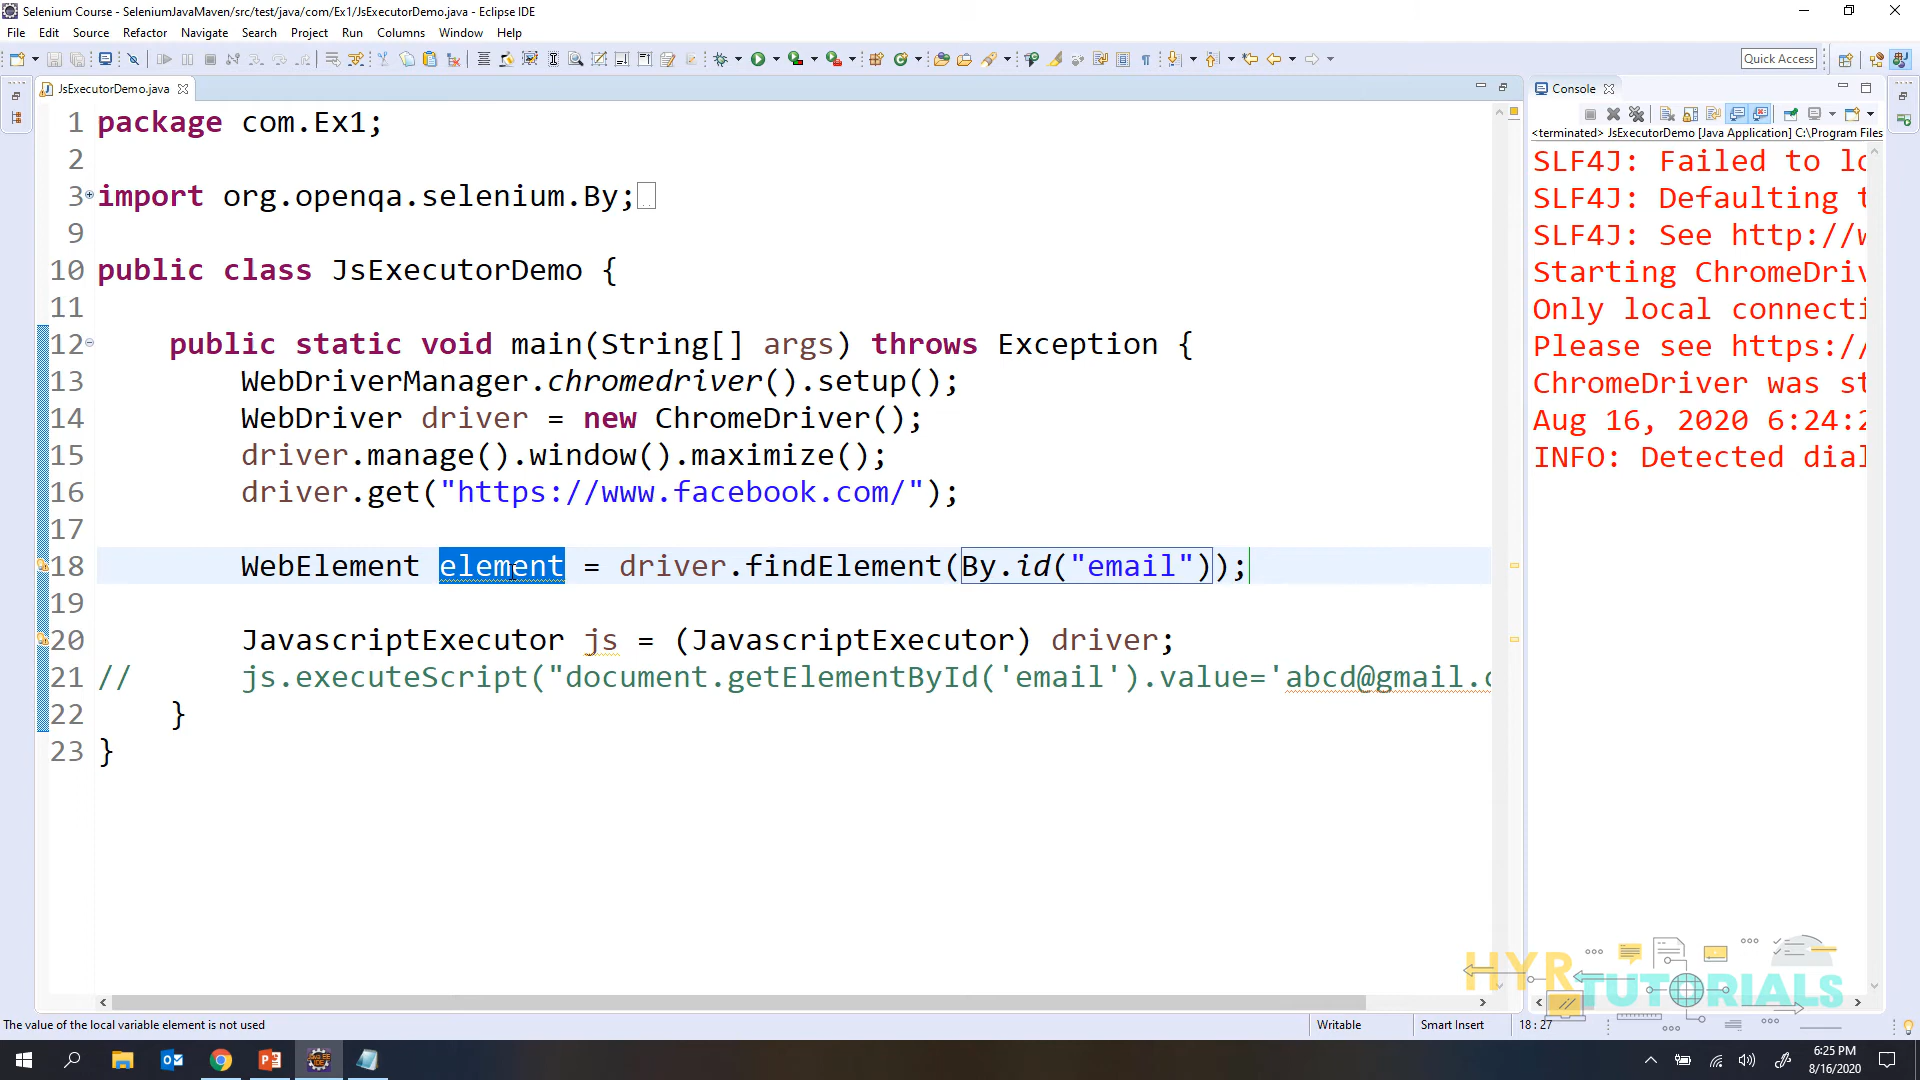 Selenium Course - SeleniumJavaMaven/src/test/java/com/Ex1/JsExecutorDemo.java - Eclipse IDE
File Edit Source Refactor Navigate Search Project Run Columns Window Help
Quick Access
JsExecutorDemo.java
Console
<terminated> JsExecutorDemo [Java Application] C:\Program Files
1 package com.Ex1;
2
3 import org.openqa.selenium.By;
9
10 public class JsExecutorDemo {
11
12 public static void main(String[] args) throws Exception {
13 WebDriverManager.chromedriver().setup();
14 WebDriver driver = new ChromeDriver();
15 driver.manage().window().maximize();
16 driver.get("https://www.facebook.com/");
17
18 WebElement element = driver.findElement(By.id("email"));
19
20 JavascriptExecutor js = (JavascriptExecutor) driver;
21 // js.executeScript("document.getElementById('email').value='abcd@gmail.c
22 }
23 }
SLF4J: Failed to lo
SLF4J: Defaulting t
SLF4J: See http://w
Starting ChromeDriv
Only local connecti
Please see https://
ChromeDriver was st
Aug 16, 2020 6:24:2
INFO: Detected dial
HYR TUTORIALS
The value of the local variable element is not used
Writable
Smart Insert
18 : 27
6:25 PM
8/16/2020